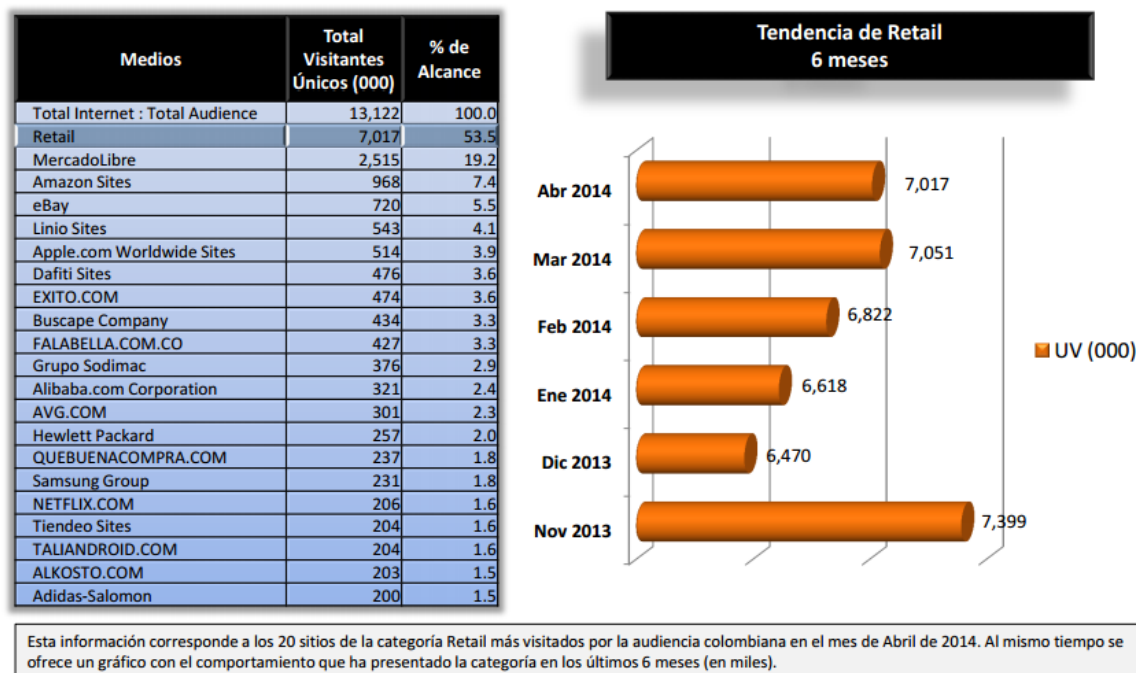 Medios
Total
Visitantes
Únicos (000)
% de
Alcance
Total Internet : Total Audience 13,122 100.0
Retail 7,017 53.5
MercadoLibre 2,515 19.2
Amazon Sites 968 7.4
eBay 720 5.5
Linio Sites 543 4.1
Apple.com Worldwide Sites 514 3.9
Dafiti Sites 476 3.6
EXITO.COM 474 3.6
Buscape Company 434 3.3
FALABELLA.COM.CO 427 3.3
Grupo Sodimac 376 2.9
Alibaba.com Corporation 321 2.4
AVG.COM 301 2.3
Hewlett Packard 257 2.0
QUEBUENACOMPRA.COM 237 1.8
Samsung Group 231 1.8
NETFLIX.COM 206 1.6
Tiendeo Sites 204 1.6
TALIANDROID.COM 204 1.6
ALKOSTO.COM 203 1.5
Adidas-Salomon 200 1.5
Tendencia de Retail
6 meses
Abr 2014 7,017
Mar 2014 7,051
Feb 2014 6,822
Ene 2014 6,618
Dic 2013 6,470
Nov 2013 7,399
UV (000)
Esta información corresponde a los 20 sitios de la categoría Retail más visitados por la audiencia colombiana en el mes de Abril de 2014. Al mismo tiempo se
ofrece un gráfico con el comportamiento que ha presentado la categoría en los últimos 6 meses (en miles).